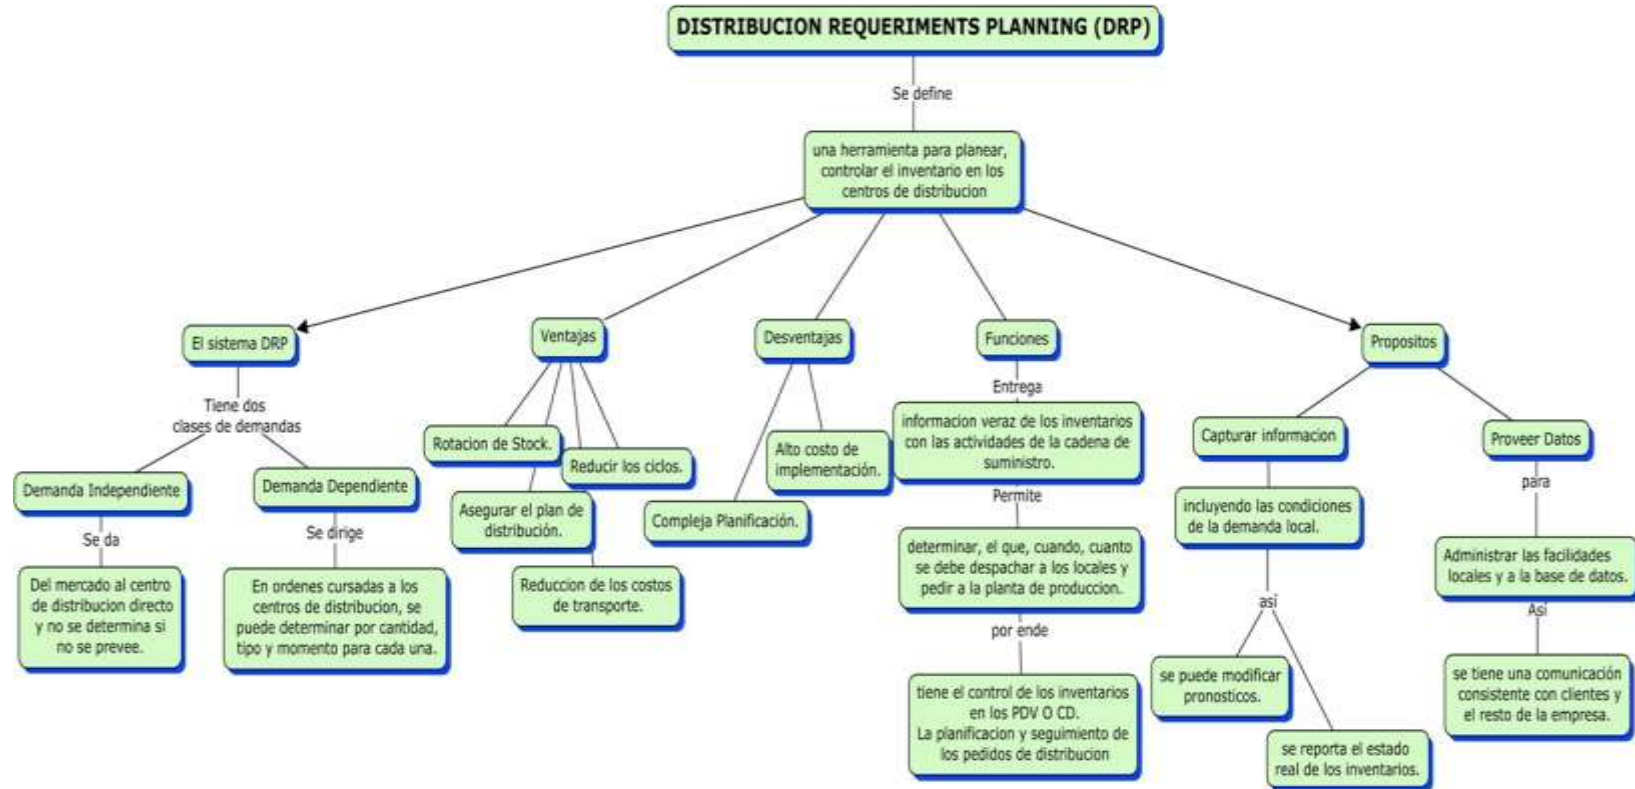 DISTRIBUCION REQUERIMENTS PLANNING (DRP)
Se define
una herramienta para planear,
controlar el inventario en los
centros de distribucion
El sistema DRP
Tiene dos
clases de demandas
Demanda Independiente
Se da
Del mercado al centro
de distribucion directo
y no se determina si
no se prevee.
Demanda Dependiente
Se dirige
En ordenes cursadas a los
centros de distribucion, se
puede determinar por cantidad,
tipo y momento para cada una.
Ventajas
Rotacion de Stock.
Reducir los ciclos.
Asegurar el plan de
distribución.
Reduccion de los costos
de transporte.
Desventajas
Alto costo de
implementación.
Compleja Planificación.
Funciones
Entrega
informacion veraz de los inventarios
con las actividades de la cadena de
suministro.
Permite
determinar, el que, cuando, cuanto
se debe despachar a los locales y
pedir a la planta de produccion.
por ende
tiene el control de los inventarios
en los PDV O CD.
La planificacion y seguimiento de
los pedidos de distribucion
Propositos
Capturar informacion
incluyendo las condiciones
de la demanda local.
así
se puede modificar
pronosticos.
se reporta el estado
real de los inventarios.
Proveer Datos
para
Administrar las facilidades
locales y a la base de datos.
Asi
se tiene una comunicación
consistente con clientes y
el resto de la empresa.